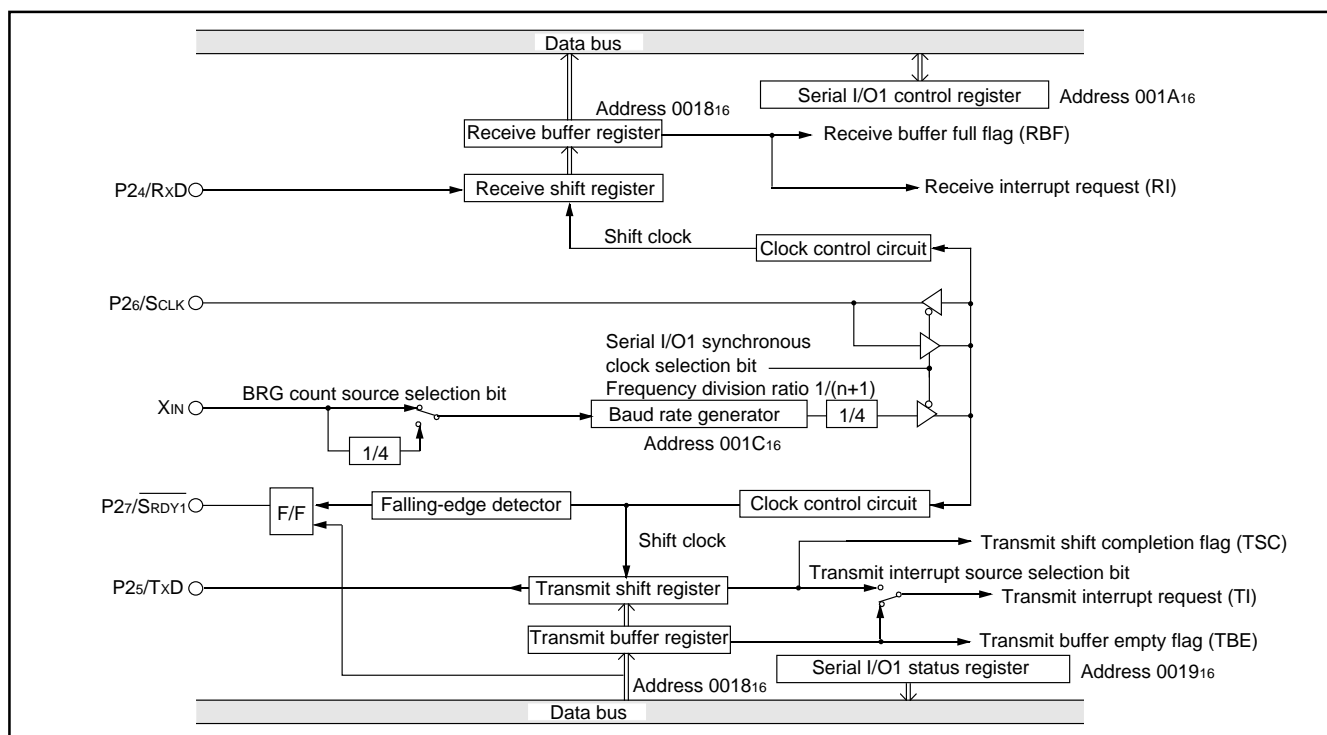 Data bus
Serial I/O1 control register
Address 001A16
Address 001816
Receive buffer register
Receive buffer full flag (RBF)
P24/RXD
Receive shift register
Receive interrupt request (RI)
Shift clock
Clock control circuit
P26/SCLK
Serial I/O1 synchronous
clock selection bit
BRG count source selection bit
Frequency division ratio 1/(n+1)
XIN
Baud rate generator
1/4
1/4
Address 001C16
P27/SRDY1
F/F
Falling-edge detector
Clock control circuit
Shift clock
Transmit shift completion flag (TSC)
P25/TXD
Transmit shift register
Transmit interrupt source selection bit
Transmit interrupt request (TI)
Transmit buffer register
Transmit buffer empty flag (TBE)
Serial I/O1 status register
Address 001916
Address 001816
Data bus